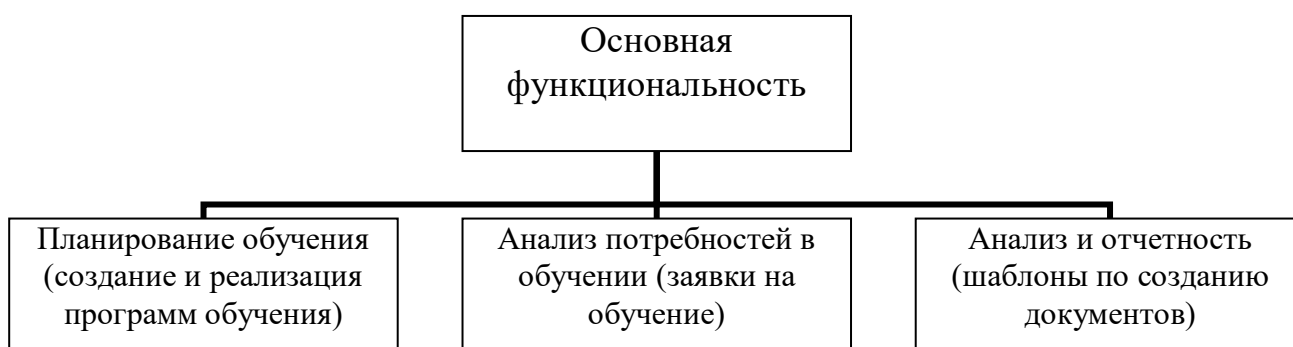 Основная
функциональность
Планирование обучения
(создание и реализация
программ обучения)
Анализ потребностей в
обучении (заявки на
обучение)
Анализ и отчетность
(шаблоны по созданию
документов)